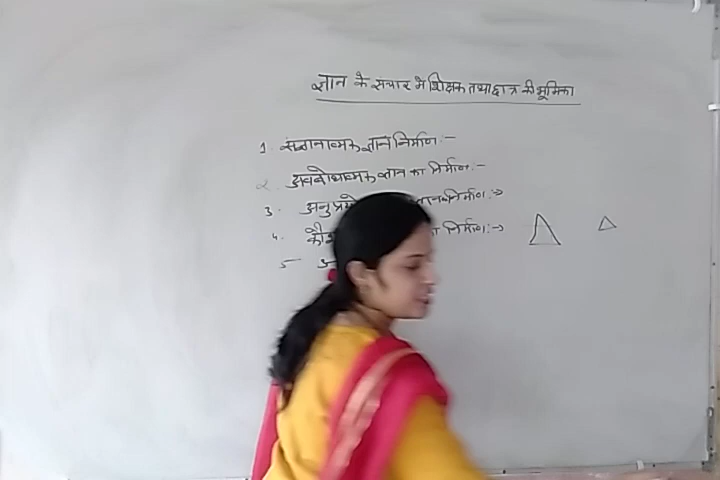 ज्ञान के संचार में शिक्षक तथा छात्र की भूमिका
1. संज्ञानात्मक ज्ञान निर्माण :-
2. अवबोधात्मक ज्ञान का निर्माण :-
3. अनुप्रयो निर्माण :->
4. कौश निर्माण :->
5-